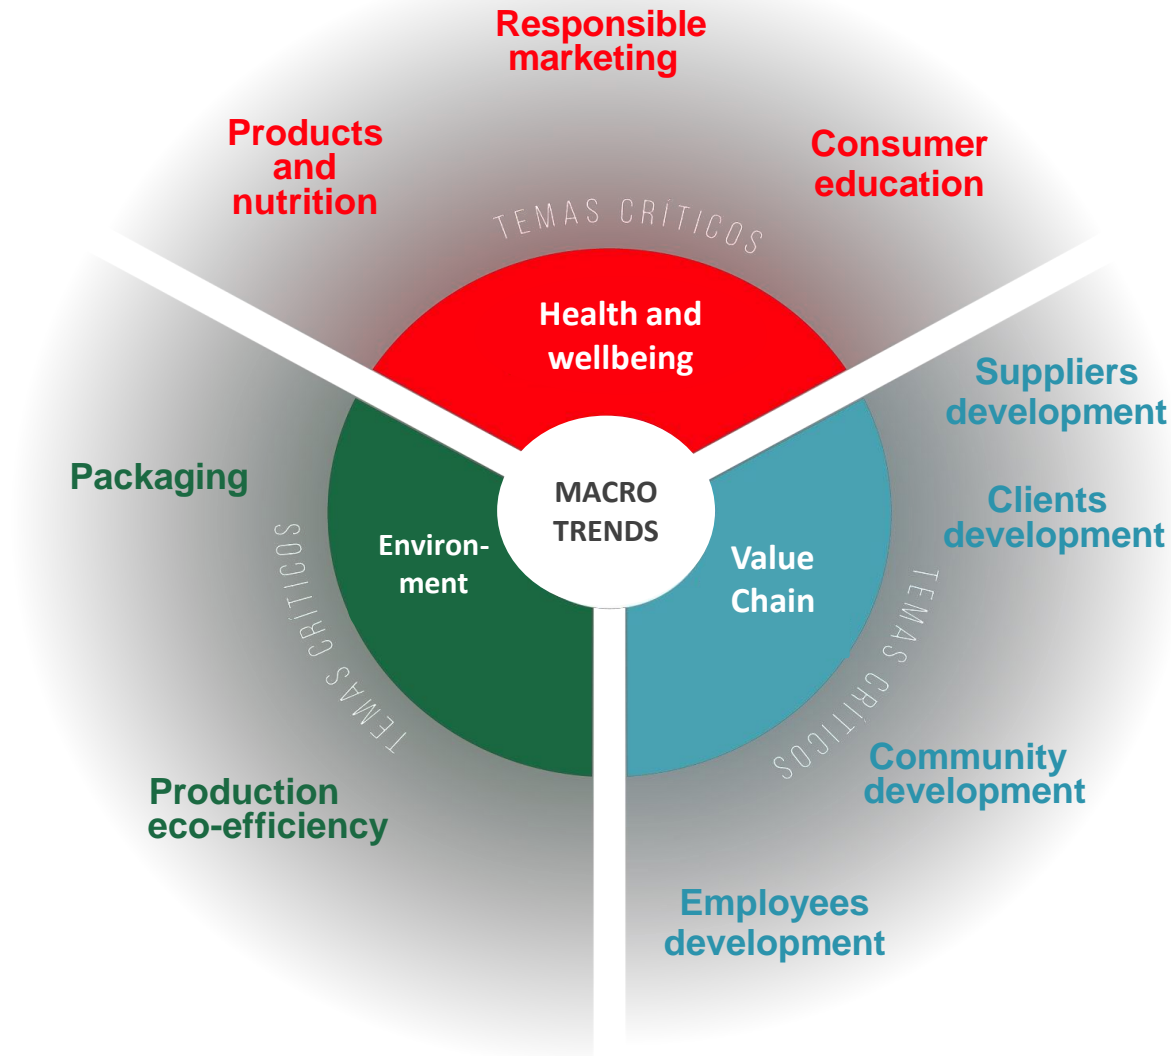 Responsible
marketing
Products
and
nutrition
Consumer
education
TEMAS CRÍTICOS
Health and
wellbeing
Suppliers
development
Packaging
MACRO
TRENDS
Clients
development
Environ-
ment
Value
Chain
TEMAS CRÍTICOS
TEMAS CRÍTICOS
Community
development
Production
eco-efficiency
Employees
development